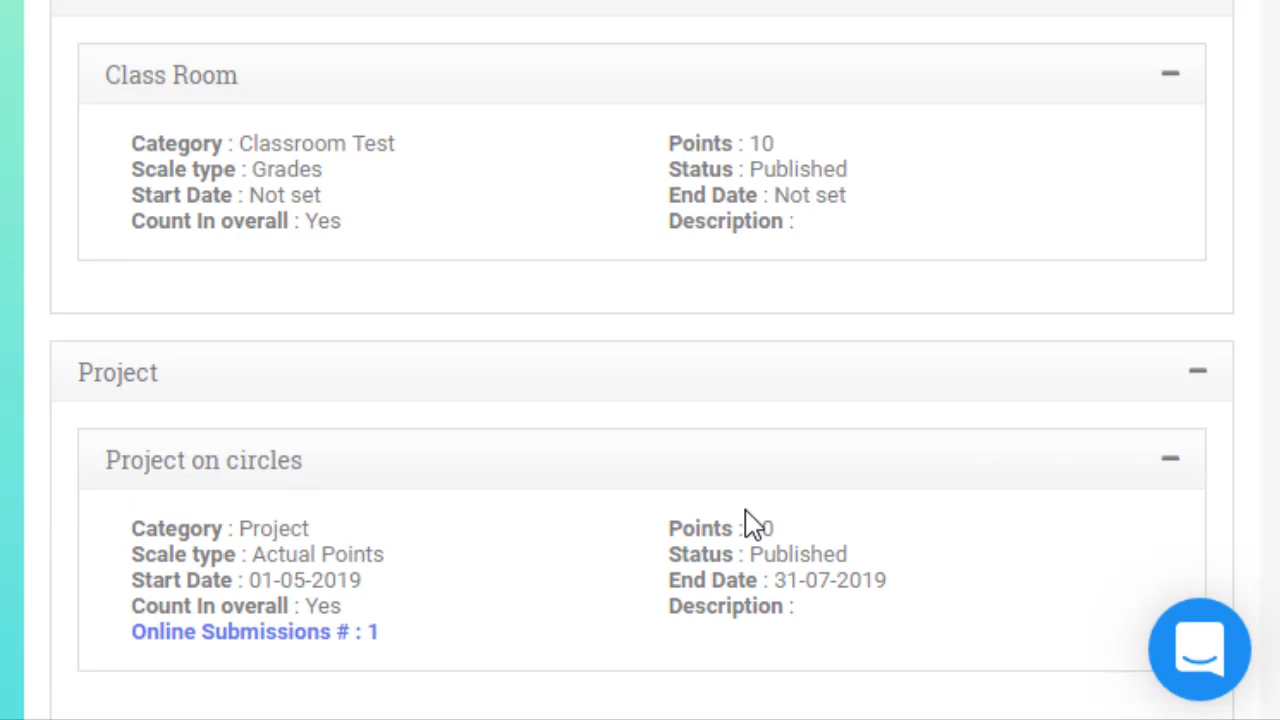 Class Room
Category : Classroom Test
Points : 10
Scale type : Grades
Status : Published
Start Date : Not set
End Date : Not set
Count In overall : Yes
Description :
Project
Project on circles
Category : Project
Points :
Scale type : Actual Points
Status : Published
Start Date : 01-05-2019
End Date : 31-07-2019
Count In overall : Yes
Description :
Online Submissions # : 1